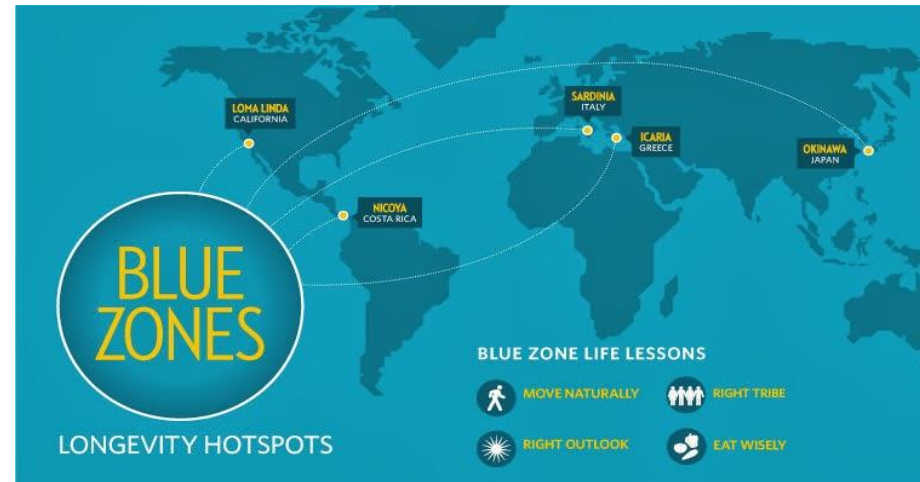 LOMA LINDA
CALIFORNIA
SARDINIA
ITALY
ICARIA
GREECE
OKINAWA
JAPAN
NICOYA
COSTA RICA
BLUE
ZONES
LONGEVITY HOTSPOTS
BLUE ZONE LIFE LESSONS
MOVE NATURALLY
RIGHT TRIBE
RIGHT OUTLOOK
EAT WISELY